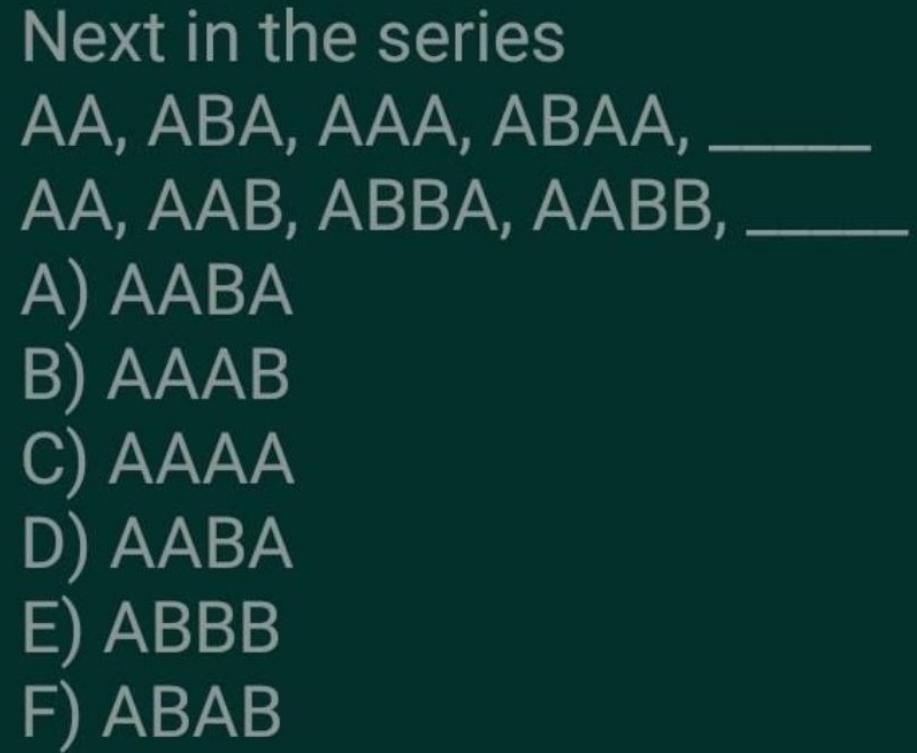 Next in the series
AA, ABA, AAA, ABAA, _____
AA, AAB, ABBA, AABB, _____
A) AABA
B) AAAB
C) AAAA
D) AABA
E) ABBB
F) ABAB